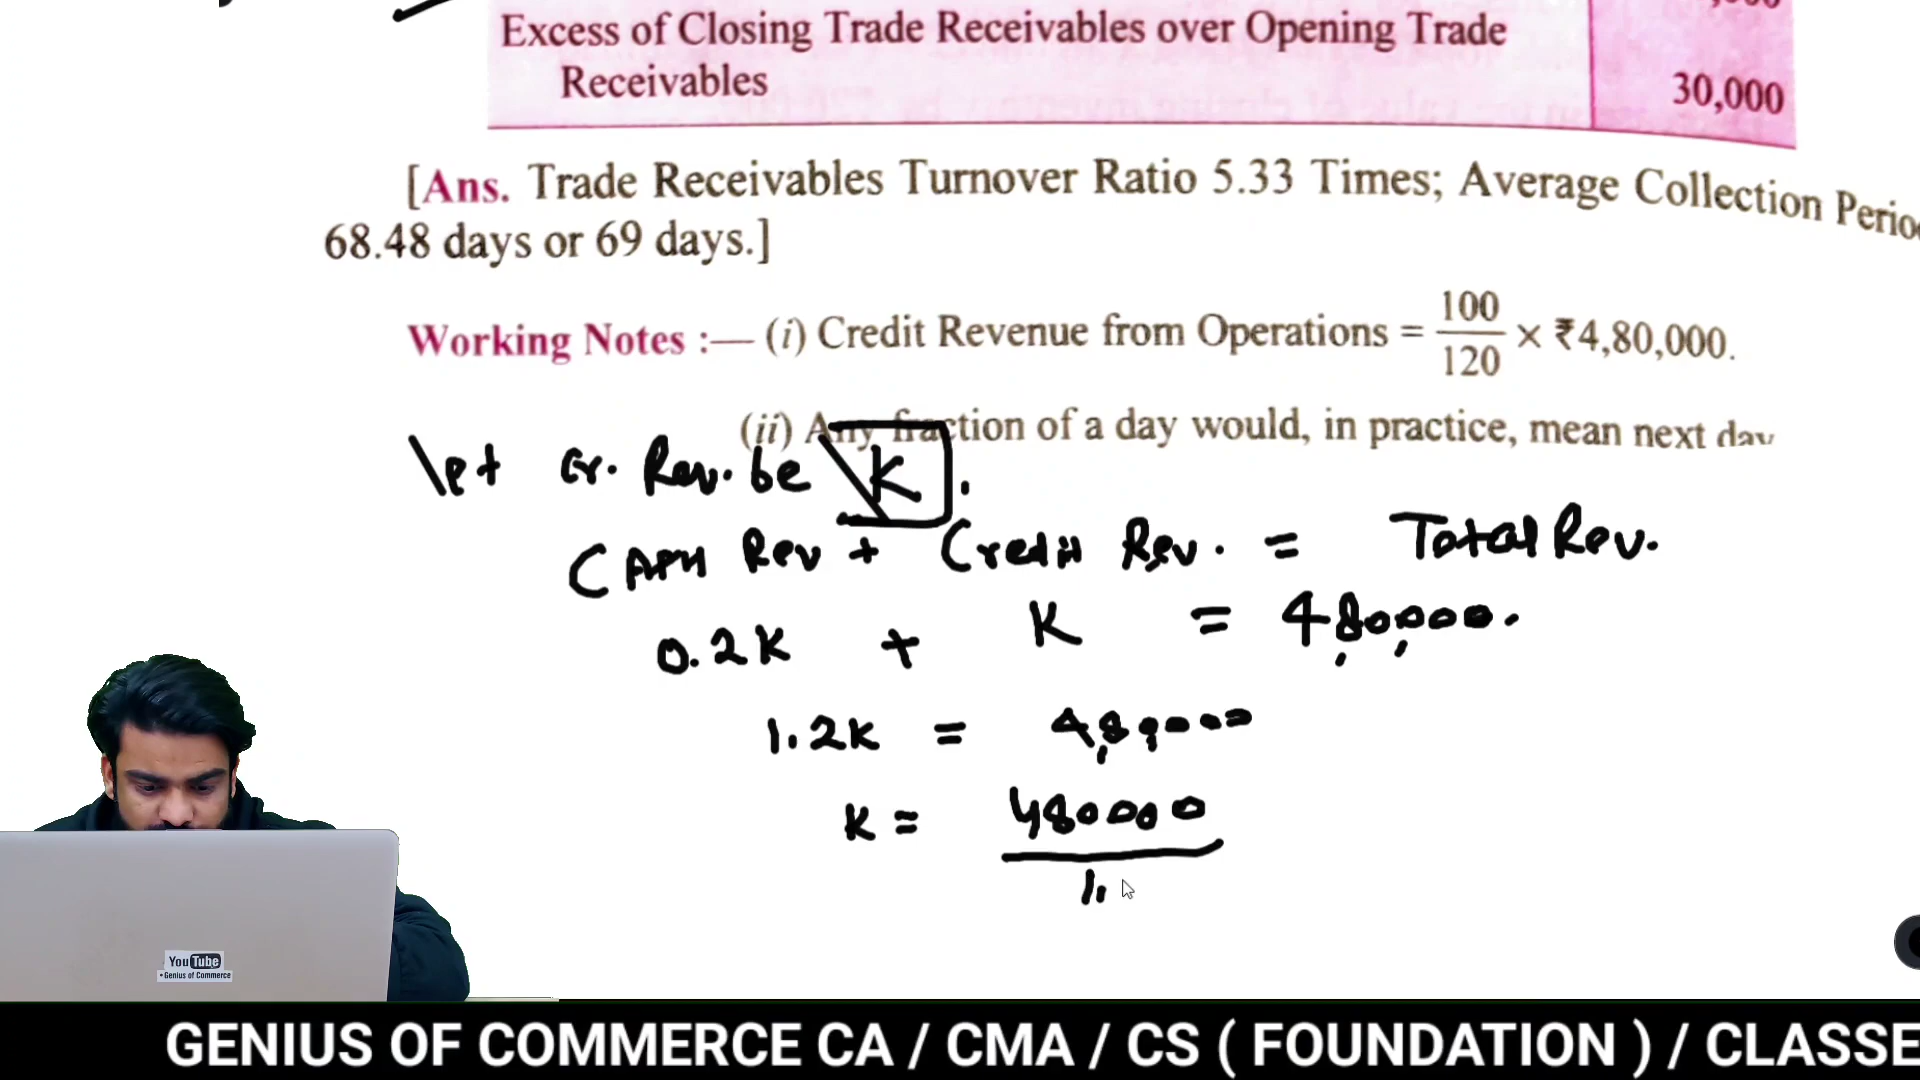 Excess of Closing Trade Receivables over Opening Trade
Receivables
30,000
[Ans. Trade Receivables Turnover Ratio 5.33 Times; Average Collection Perio
68.48 days or 69 days.]
Working Notes :— (i) Credit Revenue from Operations = 100/120 × ₹4,80,000.
(ii) Any fraction of a day would, in practice, mean next day
let Cr. Rev. be K.
Rev + Credit Rev. = Total Rev.
0.2K + K = 4,80,000.
1.2K = 4,80,000
K = 480000
1.
YouTube
• Genius of Commerce
GENIUS OF COMMERCE CA / CMA / CS ( FOUNDATION ) / CLASSE